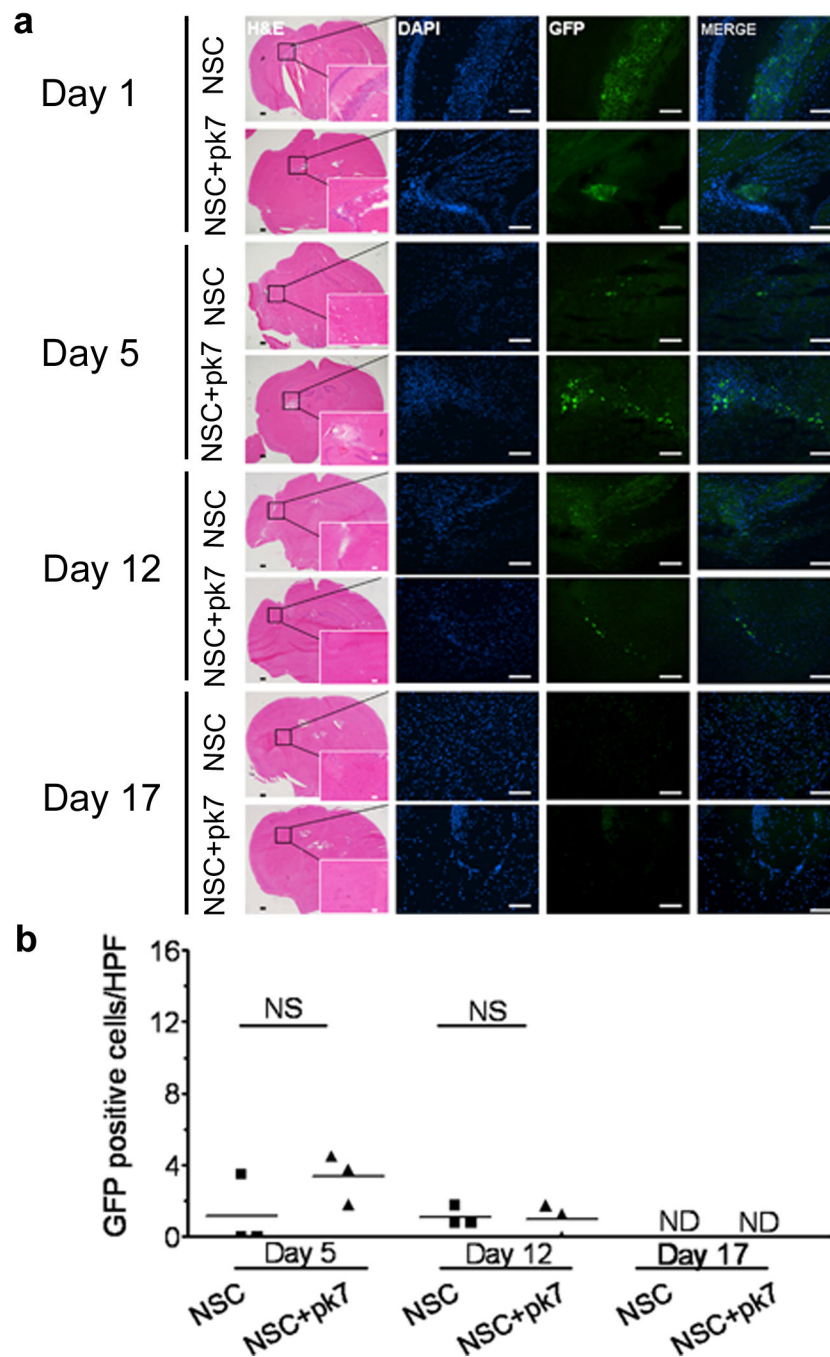 a
H&E DAPI GFP MERGE
Day 1
NSC
NSC+pk7
Day 5
NSC
NSC+pk7
Day 12
NSC
NSC+pk7
Day 17
NSC
NSC+pk7
b
GFP positive cells/HPF
16
12
8
4
0
NS NS
ND ND
Day 5 Day 12 Day 17
NSC NSC+pk7 NSC NSC+pk7 NSC NSC+pk7